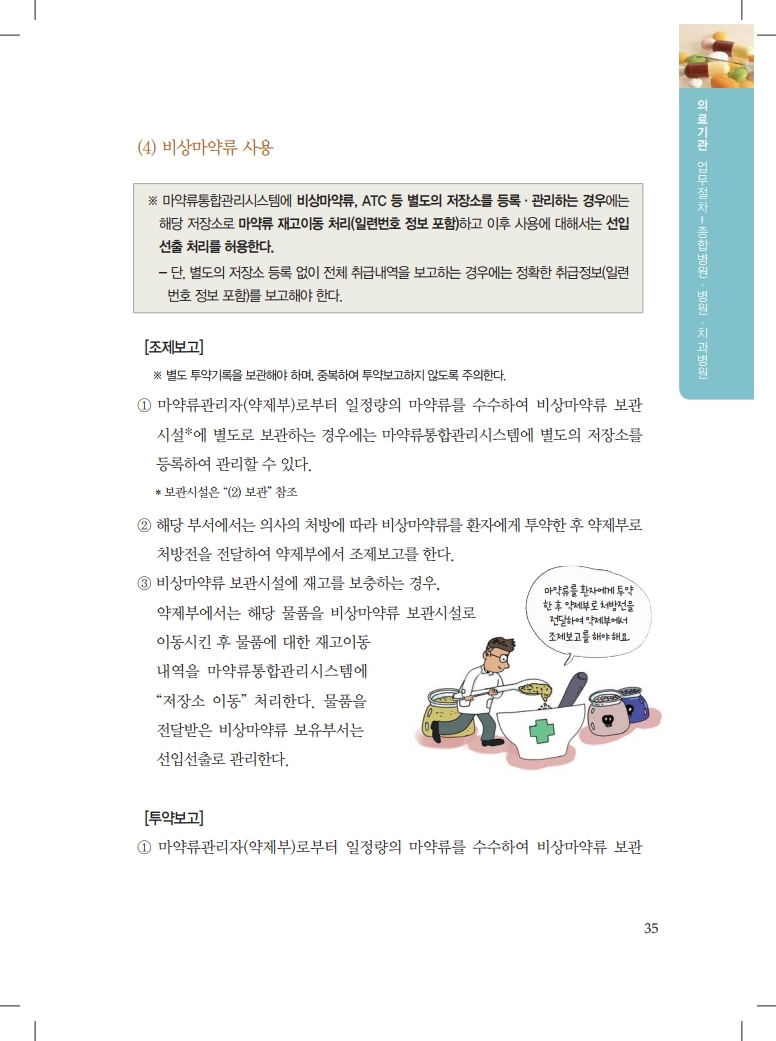 (4) 비상마약류 사용
※ 마약류통합관리시스템에 비상마약류, ATC 등 별도의 저장소를 등록·관리하는 경우에는
해당 저장소로 마약류 재고이동 처리(일련번호 정보 포함)하고 이후 사용에 대해서는 선입
선출 처리를 허용한다.
– 단, 별도의 저장소 등록 없이 전체 취급내역을 보고하는 경우에는 정확한 취급정보(일련
번호 정보 포함)를 보고해야 한다.
[조제보고]
※ 별도 투약기록을 보관해야 하며, 중복하여 투약보고하지 않도록 주의한다.
① 마약류관리자(약제부)로부터 일정량의 마약류를 수수하여 비상마약류 보관
시설*에 별도로 보관하는 경우에는 마약류통합관리시스템에 별도의 저장소를
등록하여 관리할 수 있다.
* 보관시설은 “(2) 보관” 참조
② 해당 부서에서는 의사의 처방에 따라 비상마약류를 환자에게 투약한 후 약제부로
처방전을 전달하여 약제부에서 조제보고를 한다.
③ 비상마약류 보관시설에 재고를 보충하는 경우,
약제부에서는 해당 물품을 비상마약류 보관시설로
이동시킨 후 물품에 대한 재고이동
내역을 마약류통합관리시스템에
“저장소 이동” 처리한다. 물품을
전달받은 비상마약류 보유부서는
선입선출로 관리한다.
마약류를 환자에게 투약
한 후 약제부로 처방전을
전달하여 약제부에서
조제보고를 해야 해요.
[투약보고]
① 마약류관리자(약제부)로부터 일정량의 마약류를 수수하여 비상마약류 보관
35
의료기관 업무절차 - 종합병원·병원·치과병원